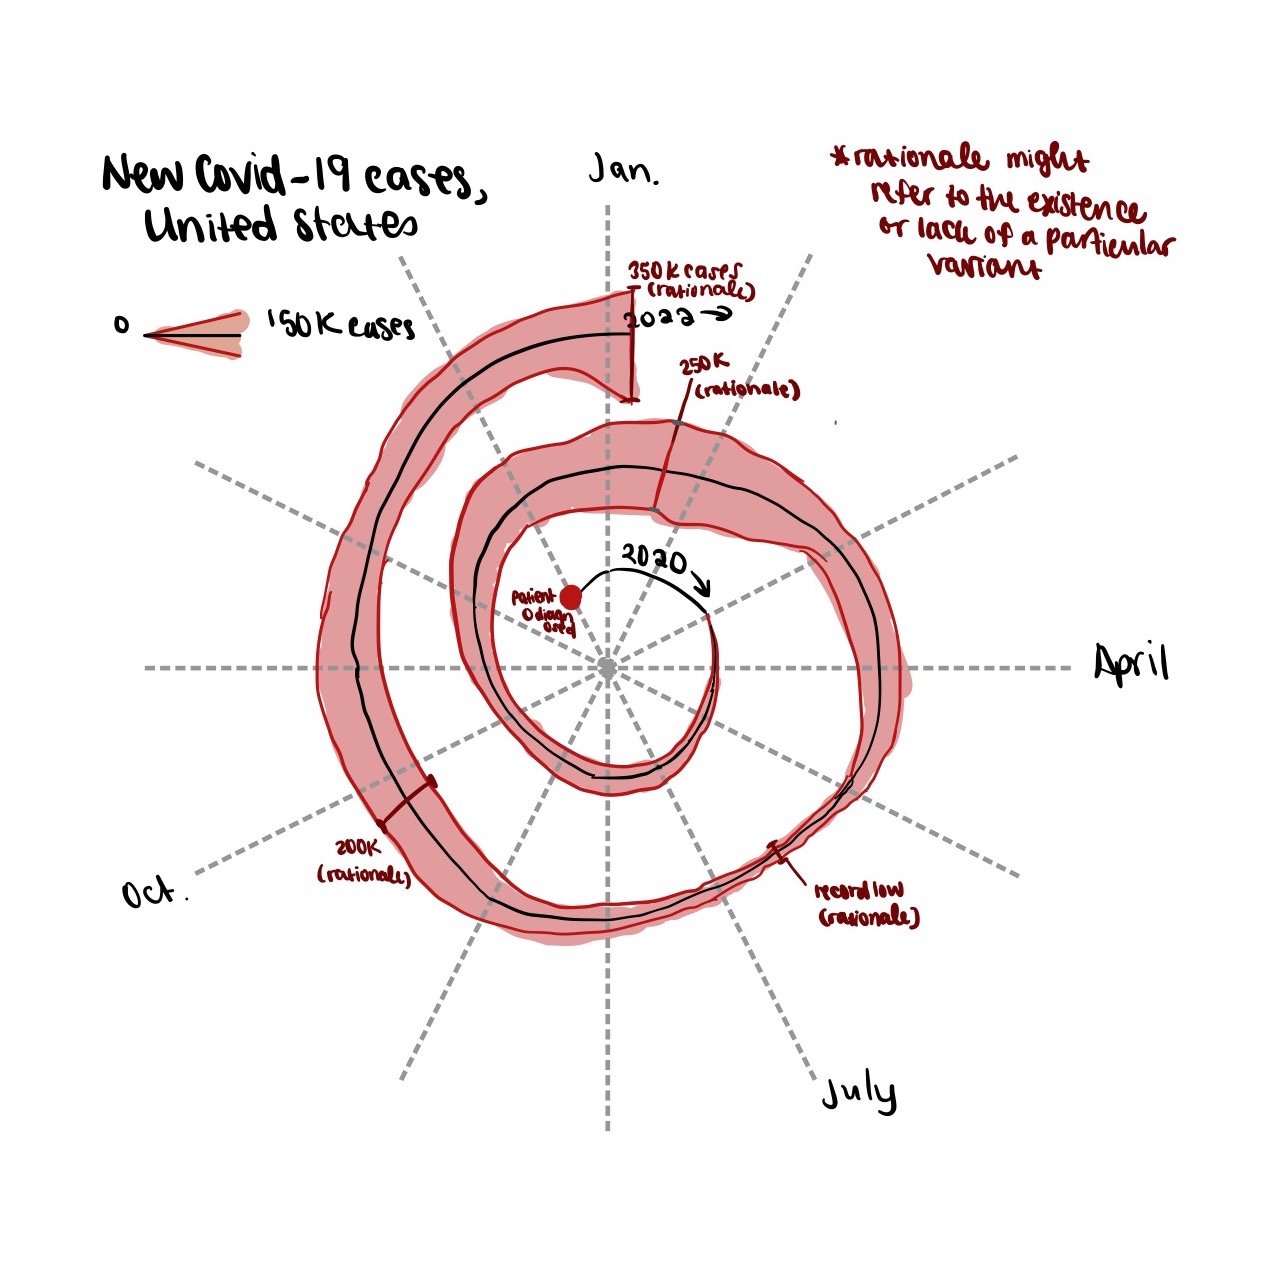 New Covid-19 cases,
United States
0
150K cases
Jan.
*rationale might
refer to the existence
or lack of a particular
variant
350K cases
(rationale)
2022 →
250K
(rationale)
2020
patient
0 diagn
osed
April
200K
(rationale)
Oct.
record low
(rationale)
July